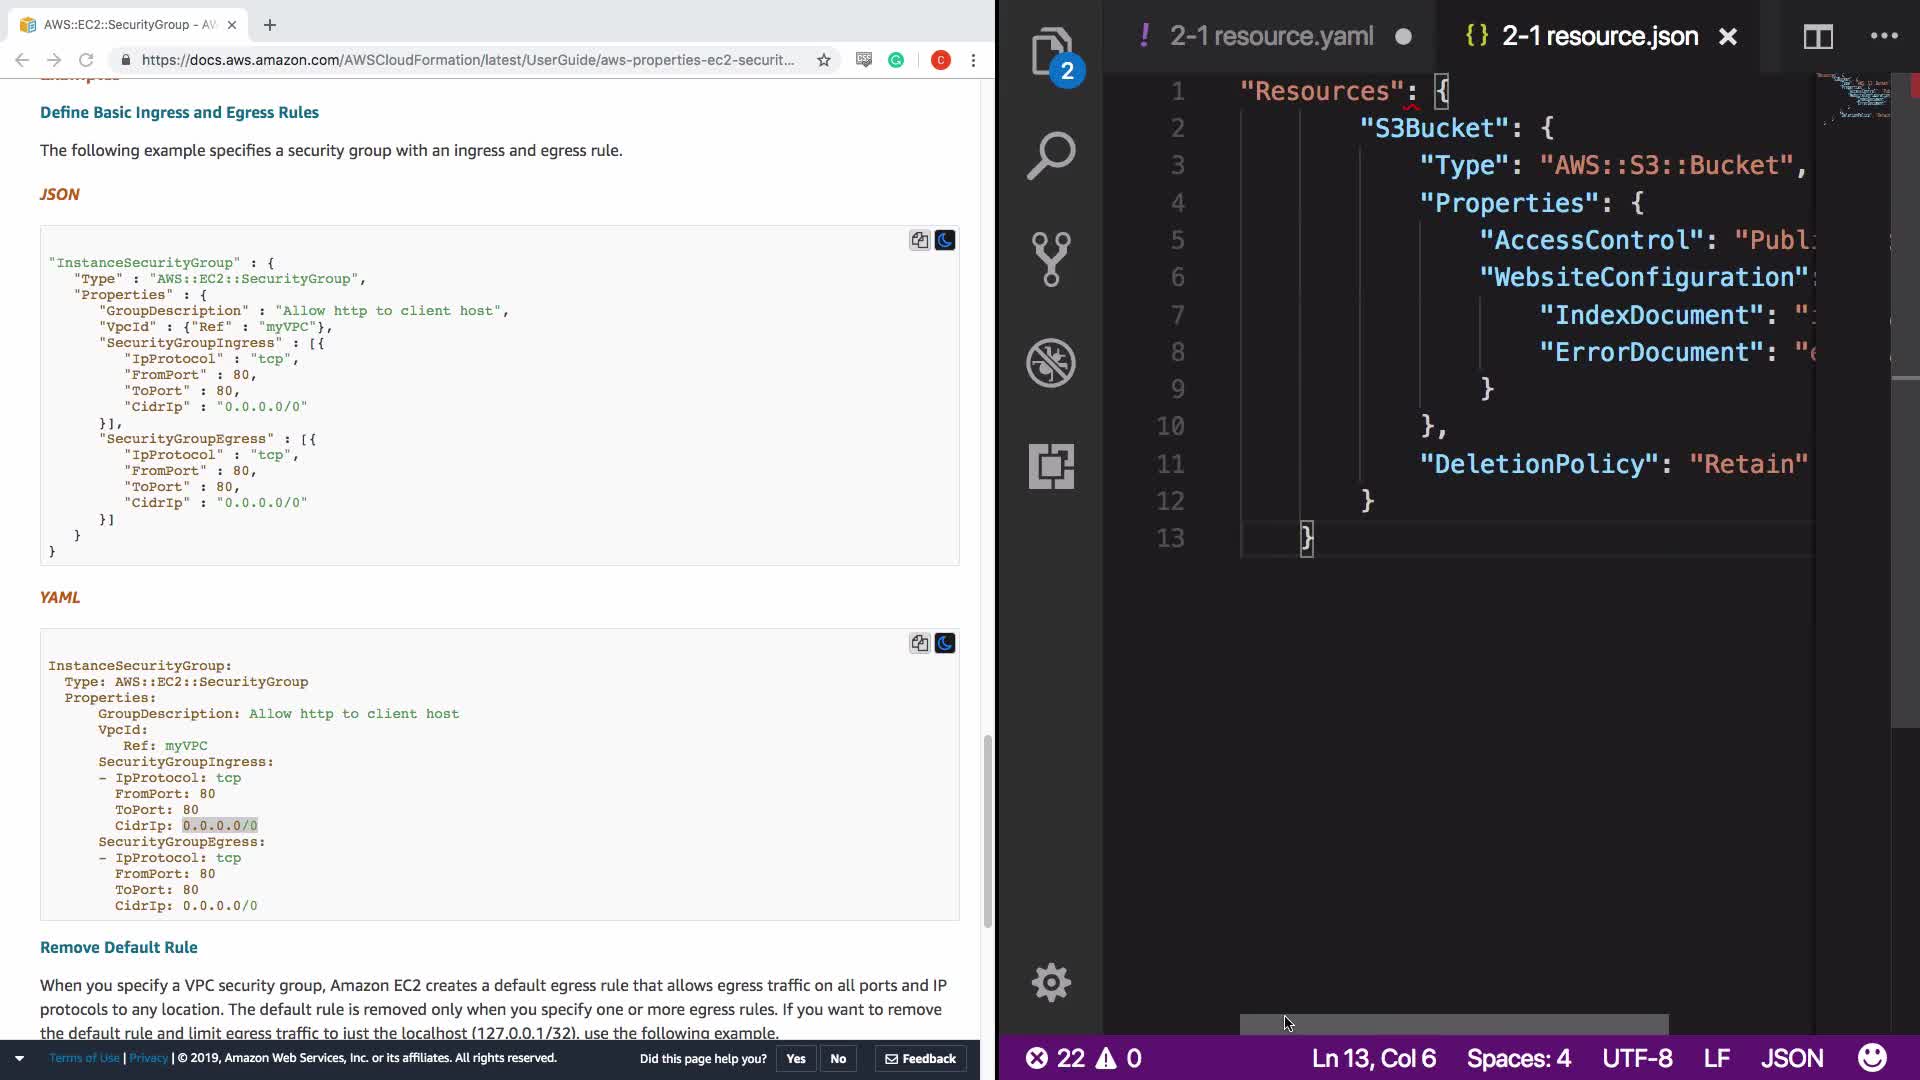 AWS::EC2::SecurityGroup - AW
https://docs.aws.amazon.com/AWSCloudFormation/latest/UserGuide/aws-properties-ec2-securit...
C
Define Basic Ingress and Egress Rules
The following example specifies a security group with an ingress and egress rule.
JSON
"InstanceSecurityGroup" : {
"Type" : "AWS::EC2::SecurityGroup",
"Properties" : {
"GroupDescription" : "Allow http to client host",
"VpcId" : {"Ref" : "myVPC"},
"SecurityGroupIngress" : [{
"IpProtocol" : "tcp",
"FromPort" : 80,
"ToPort" : 80,
"CidrIp" : "0.0.0.0/0"
}],
"SecurityGroupEgress" : [{
"IpProtocol" : "tcp",
"FromPort" : 80,
"ToPort" : 80,
"CidrIp" : "0.0.0.0/0"
}]
}
}
YAML
InstanceSecurityGroup:
Type: AWS::EC2::SecurityGroup
Properties:
GroupDescription: Allow http to client host
VpcId:
Ref: myVPC
SecurityGroupIngress:
- IpProtocol: tcp
FromPort: 80
ToPort: 80
CidrIp: 0.0.0.0/0
SecurityGroupEgress:
- IpProtocol: tcp
FromPort: 80
ToPort: 80
CidrIp: 0.0.0.0/0
Remove Default Rule
When you specify a VPC security group, Amazon EC2 creates a default egress rule that allows egress traffic on all ports and IP
protocols to any location. The default rule is removed only when you specify one or more egress rules. If you want to remove
the default rule and limit egress traffic to just the localhost (127.0.0.1/32), use the following example.
Terms of Use | Privacy | © 2019, Amazon Web Services, Inc. or its affiliates. All rights reserved.
Did this page help you? Yes No Feedback
2
! 2-1 resource.yaml
{} 2-1 resource.json
1 "Resources": {
2 "S3Bucket": {
3 "Type": "AWS::S3::Bucket",
4 "Properties": {
5 "AccessControl": "Publ
6 "WebsiteConfiguration":
7 "IndexDocument": "
8 "ErrorDocument": "
9 }
10 },
11 "DeletionPolicy": "Retain"
12 }
13 }
22 0
Ln 13, Col 6 Spaces: 4 UTF-8 LF JSON